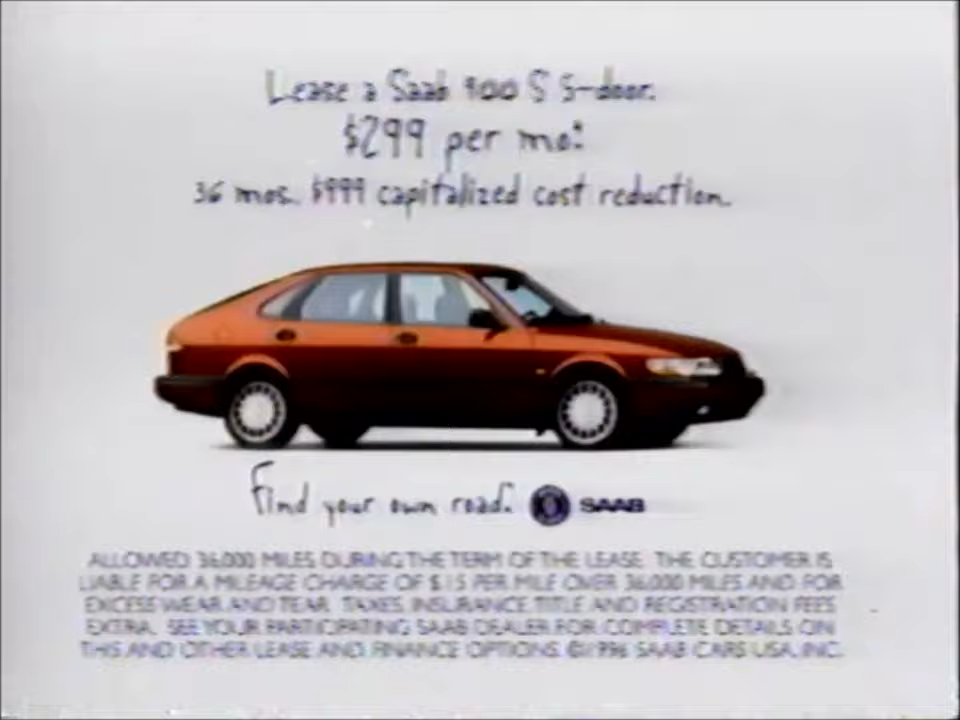 Lease a Saab 900 S 5-door.
$299 per mo.*
36 mos. $999 capitalized cost reduction.
Find your own road.™ SAAB
ALLOWED 36,000 MILES DURING THE TERM OF THE LEASE. THE CUSTOMER IS
LIABLE FOR A MILEAGE CHARGE OF $.15 PER MILE OVER 36,000 MILES AND FOR
EXCESS WEAR AND TEAR. TAXES, INSURANCE, TITLE AND REGISTRATION FEES
EXTRA. SEE YOUR PARTICIPATING SAAB DEALER FOR COMPLETE DETAILS ON
THIS AND OTHER LEASE AND FINANCE OPTIONS. ©1996 SAAB CARS USA, INC.